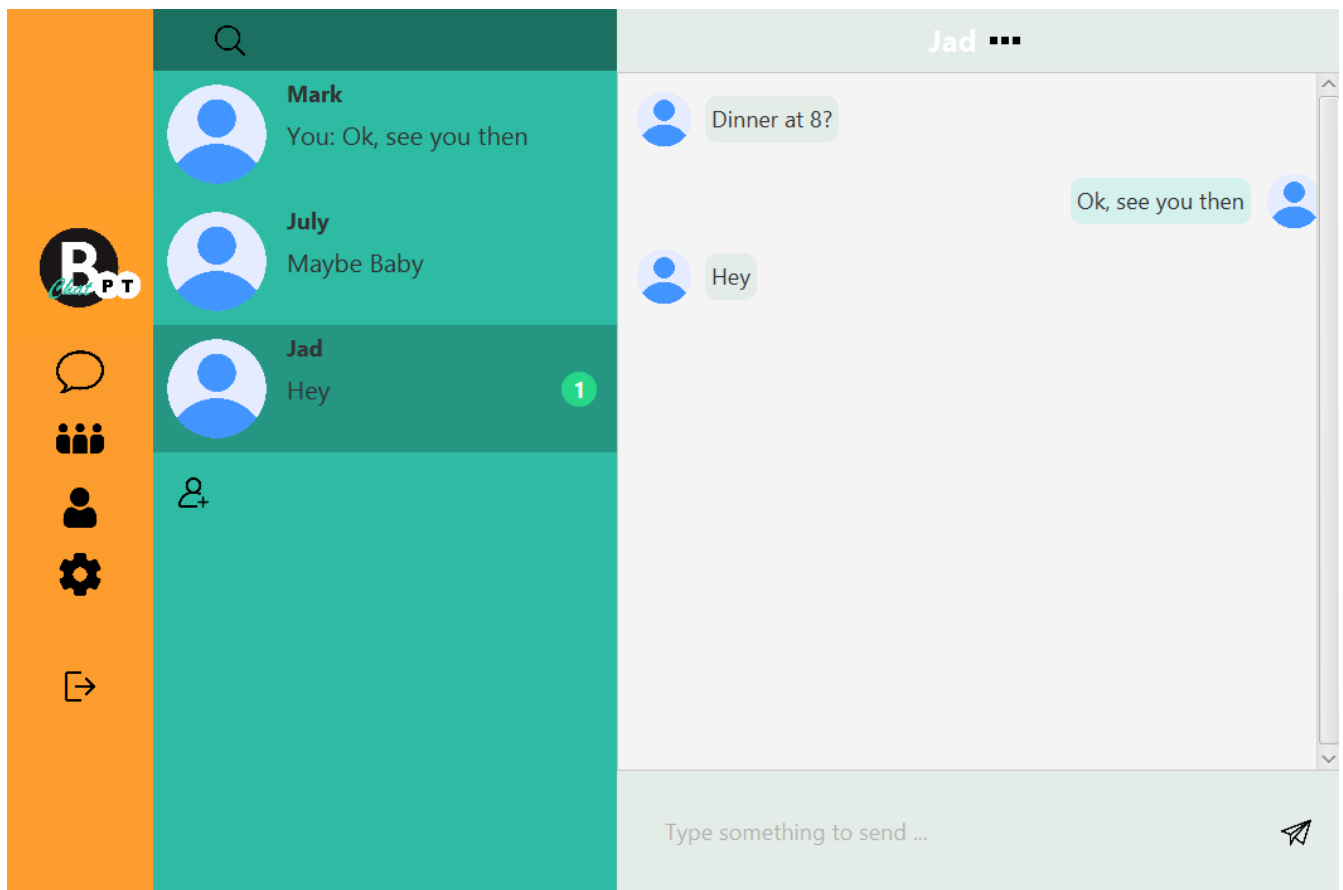 B
Chat P T
Mark
You: Ok, see you then
July
Maybe Baby
Jad
Hey
1
Jad
Dinner at 8?
Ok, see you then
Hey
Type something to send ...